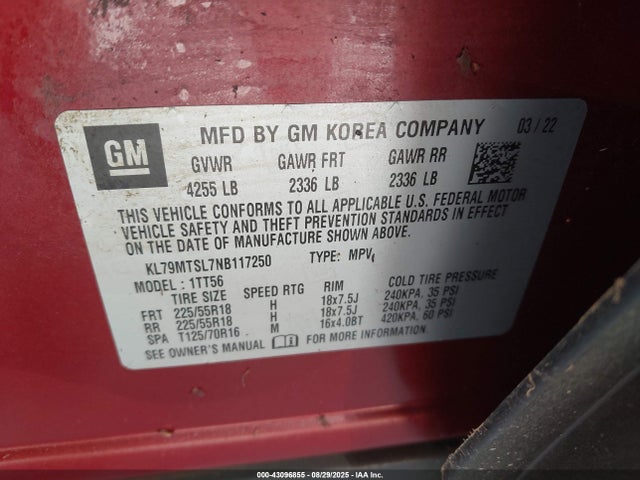 GM
MFD BY GM KOREA COMPANY 03 / 22
GVWR GAWR FRT GAWR RR
4255 LB 2336 LB 2336 LB
THIS VEHICLE CONFORMS TO ALL APPLICABLE U.S. FEDERAL MOTOR
VEHICLE SAFETY AND THEFT PREVENTION STANDARDS IN EFFECT
ON THE DATE OF MANUFACTURE SHOWN ABOVE.
KL79MTSL7NB117250 TYPE: MPV
MODEL : 1TT56
TIRE SIZE SPEED RTG RIM COLD TIRE PRESSURE
FRT 225/55R18 H 18x7.5J 240KPA, 35 PSI
RR 225/55R18 H 18x7.5J 240KPA, 35 PSI
SPA T125/70R16 M 16x4.0BT 420KPA, 60 PSI
SEE OWNER'S MANUAL FOR MORE INFORMATION
000-43096855 - 08/29/2025 - IAA Inc.